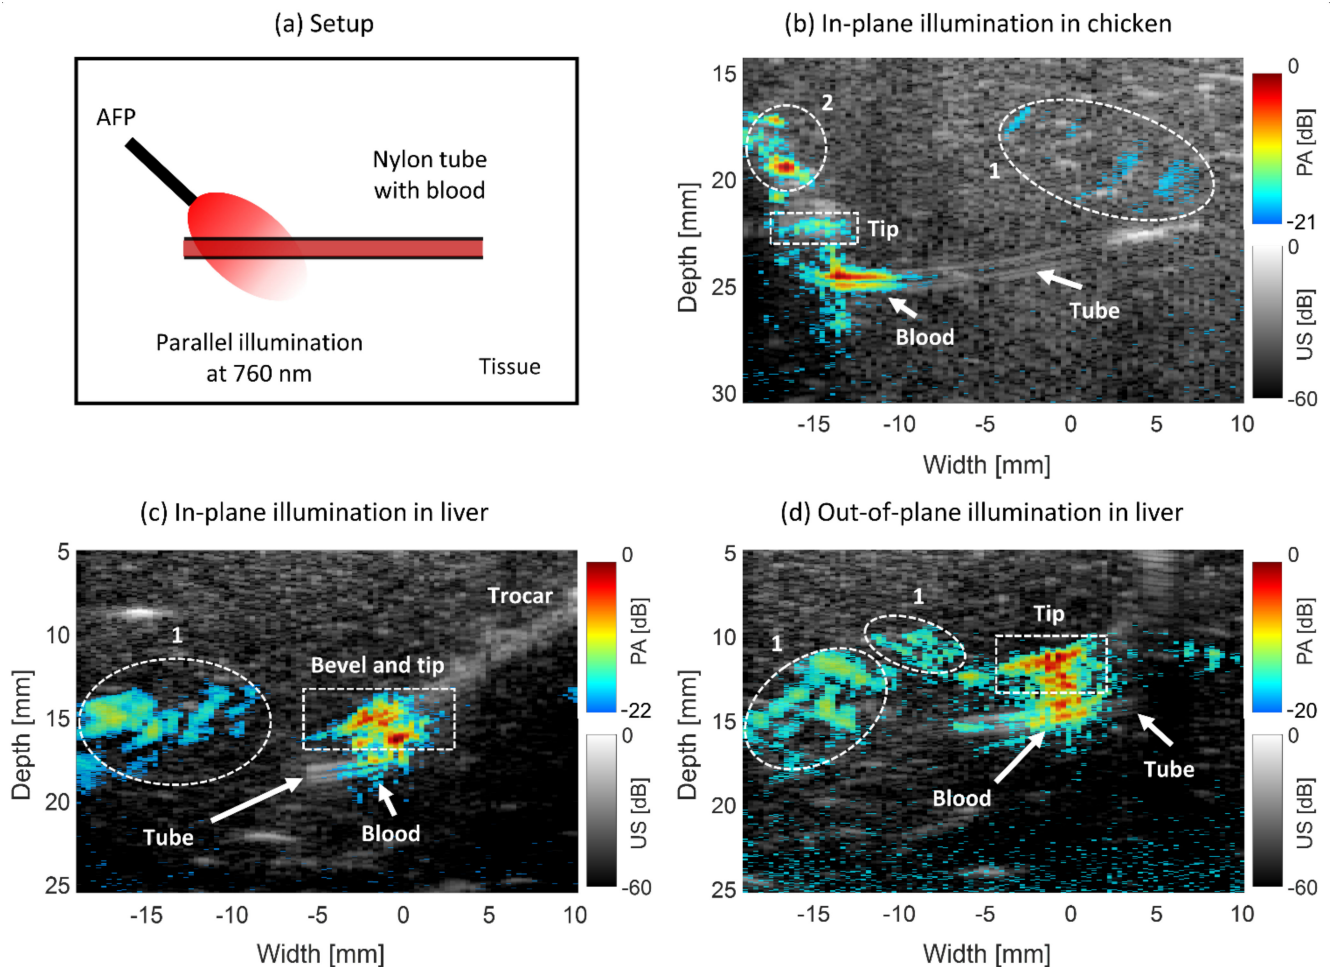 (a) Setup
AFP
Nylon tube
with blood
Parallel illumination
at 760 nm
Tissue
(b) In-plane illumination in chicken
15
20
25
30
Depth [mm]
2
1
Tip
Tube
Blood
-15
-10
-5
0
5
10
Width [mm]
0
PA [dB]
-21
0
US [dB]
-60
(c) In-plane illumination in liver
5
10
15
20
25
Depth [mm]
Trocar
1
Bevel and tip
Tube
Blood
-15
-10
-5
0
5
10
Width [mm]
0
PA [dB]
-22
0
US [dB]
-60
(d) Out-of-plane illumination in liver
5
10
15
20
25
Depth [mm]
1
1
Tip
Tube
Blood
-15
-10
-5
0
5
10
Width [mm]
0
PA [dB]
-20
0
US [dB]
-60